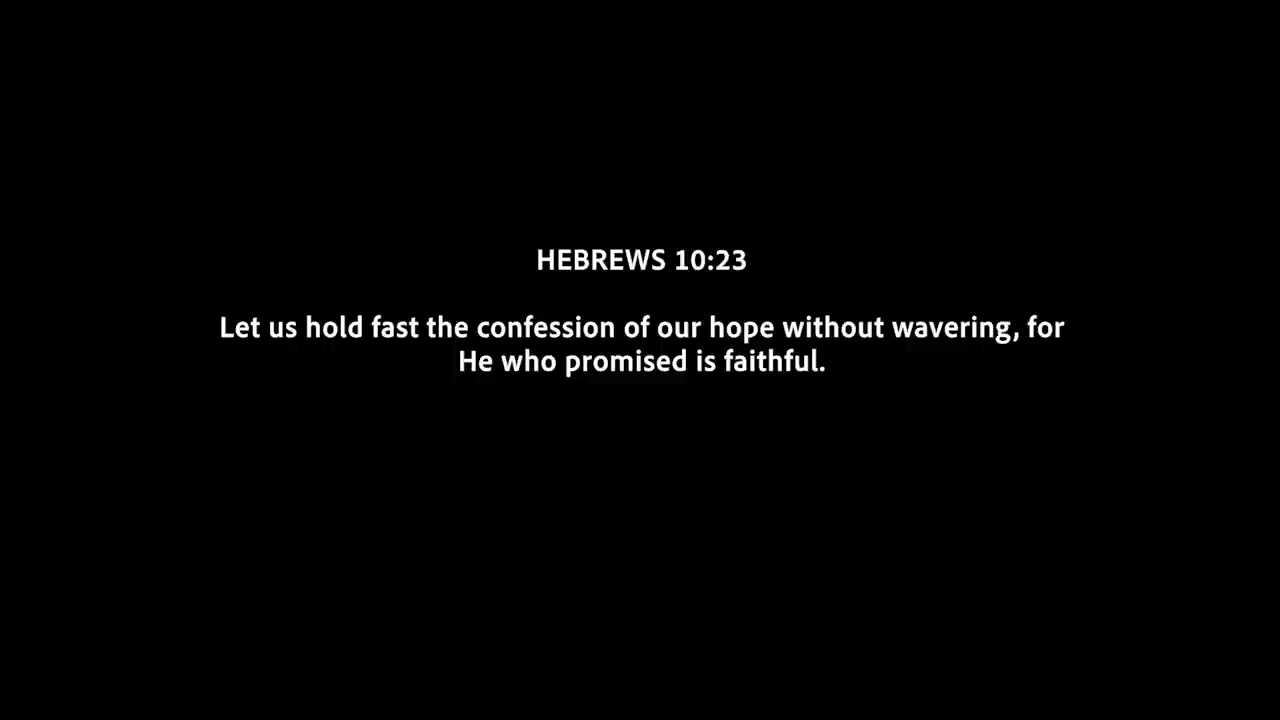 HEBREWS 10:23
Let us hold fast the confession of our hope without wavering, for
He who promised is faithful.